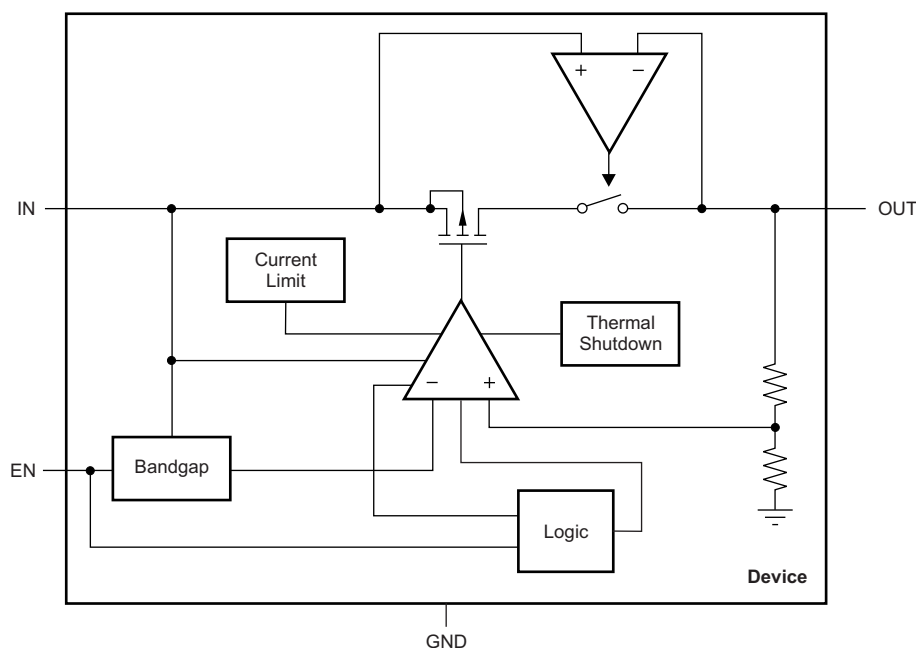 + −
IN
OUT
Current
Limit
Thermal
Shutdown
− +
EN
Bandgap
Logic
Device
GND